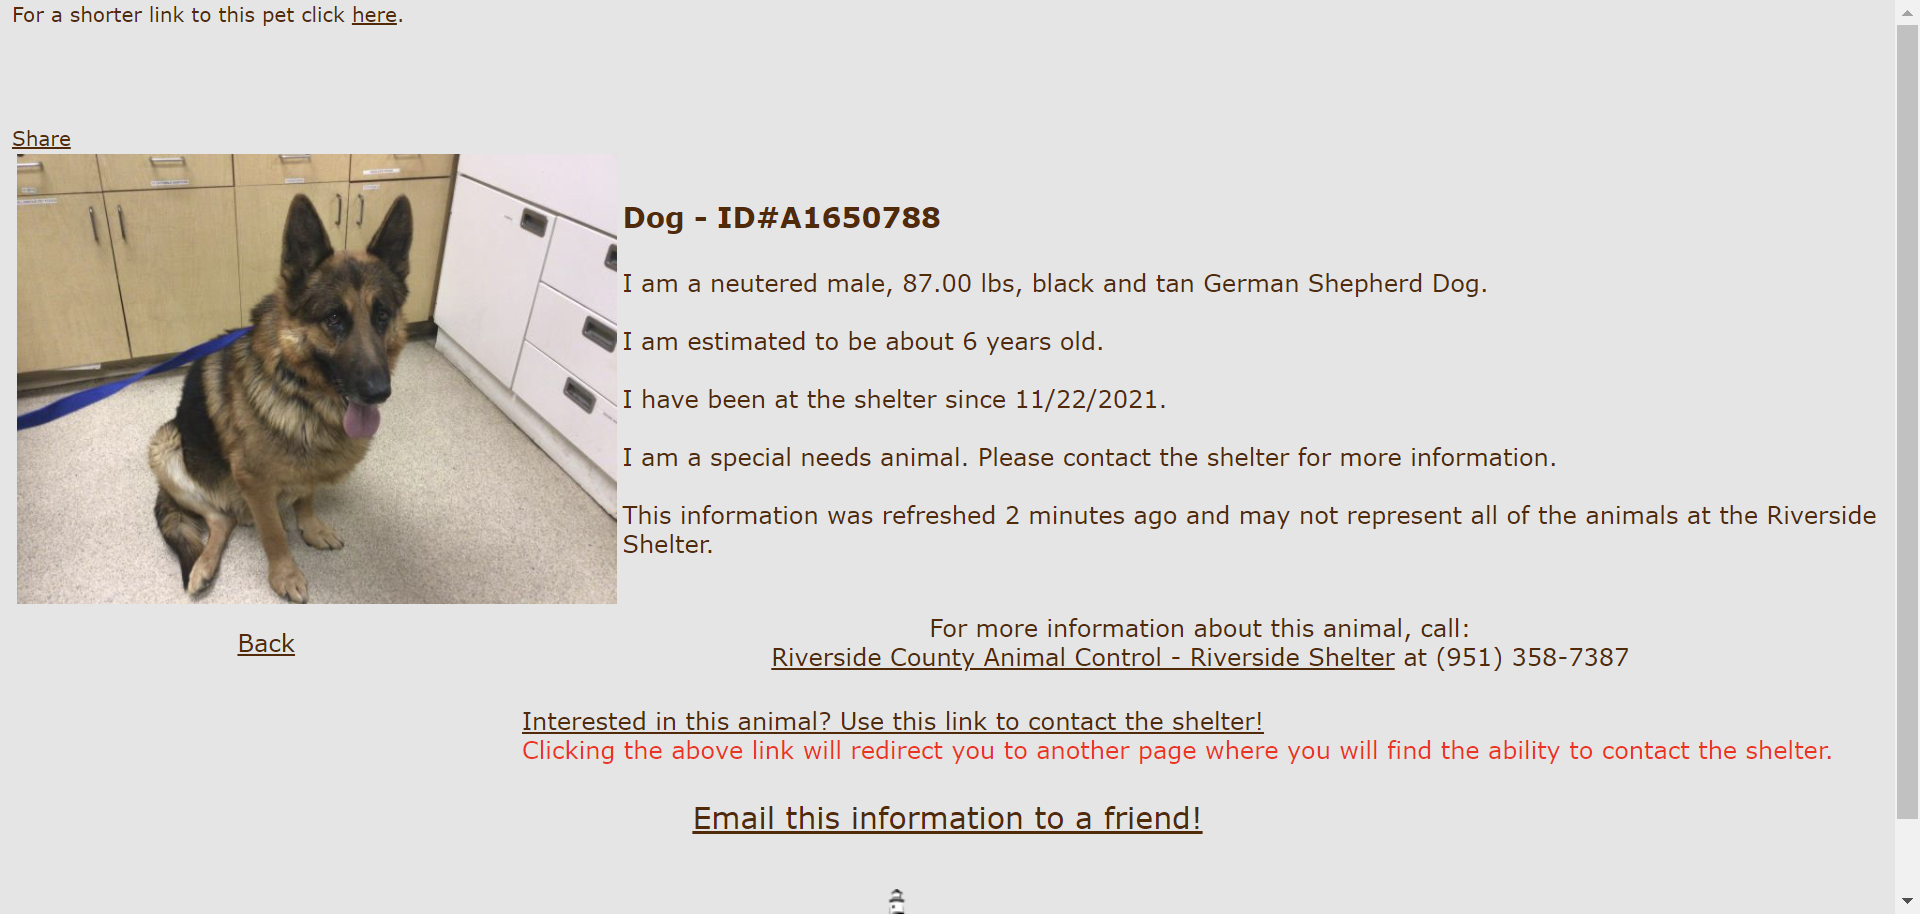 For a shorter link to this pet click here.
Share
Dog - ID#A1650788
I am a neutered male, 87.00 lbs, black and tan German Shepherd Dog.
I am estimated to be about 6 years old.
I have been at the shelter since 11/22/2021.
I am a special needs animal. Please contact the shelter for more information.
This information was refreshed 2 minutes ago and may not represent all of the animals at the Riverside
Shelter.
Back
For more information about this animal, call:
Riverside County Animal Control - Riverside Shelter at (951) 358-7387
Interested in this animal? Use this link to contact the shelter!
Clicking the above link will redirect you to another page where you will find the ability to contact the shelter.
Email this information to a friend!